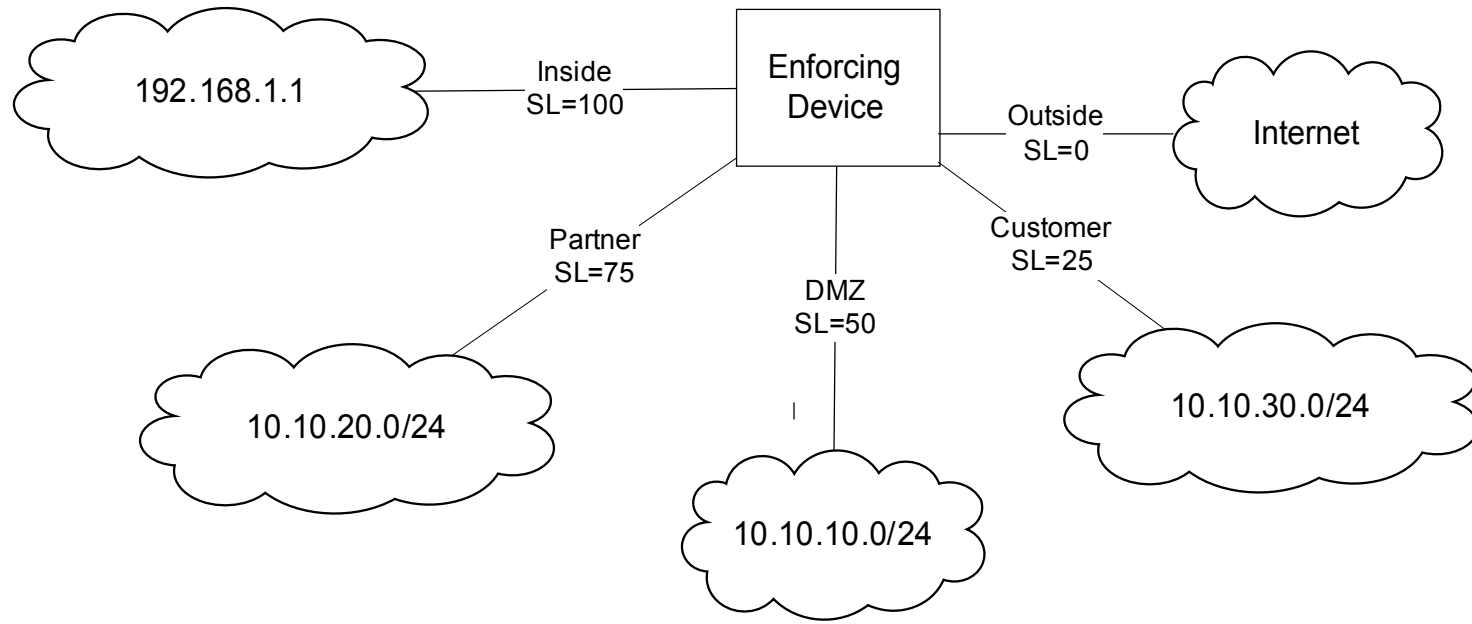 192.168.1.1
Inside
SL=100
Enforcing
Device
Outside
SL=0
Internet
Partner
SL=75
DMZ
SL=50
Customer
SL=25
10.10.20.0/24
10.10.10.0/24
10.10.30.0/24